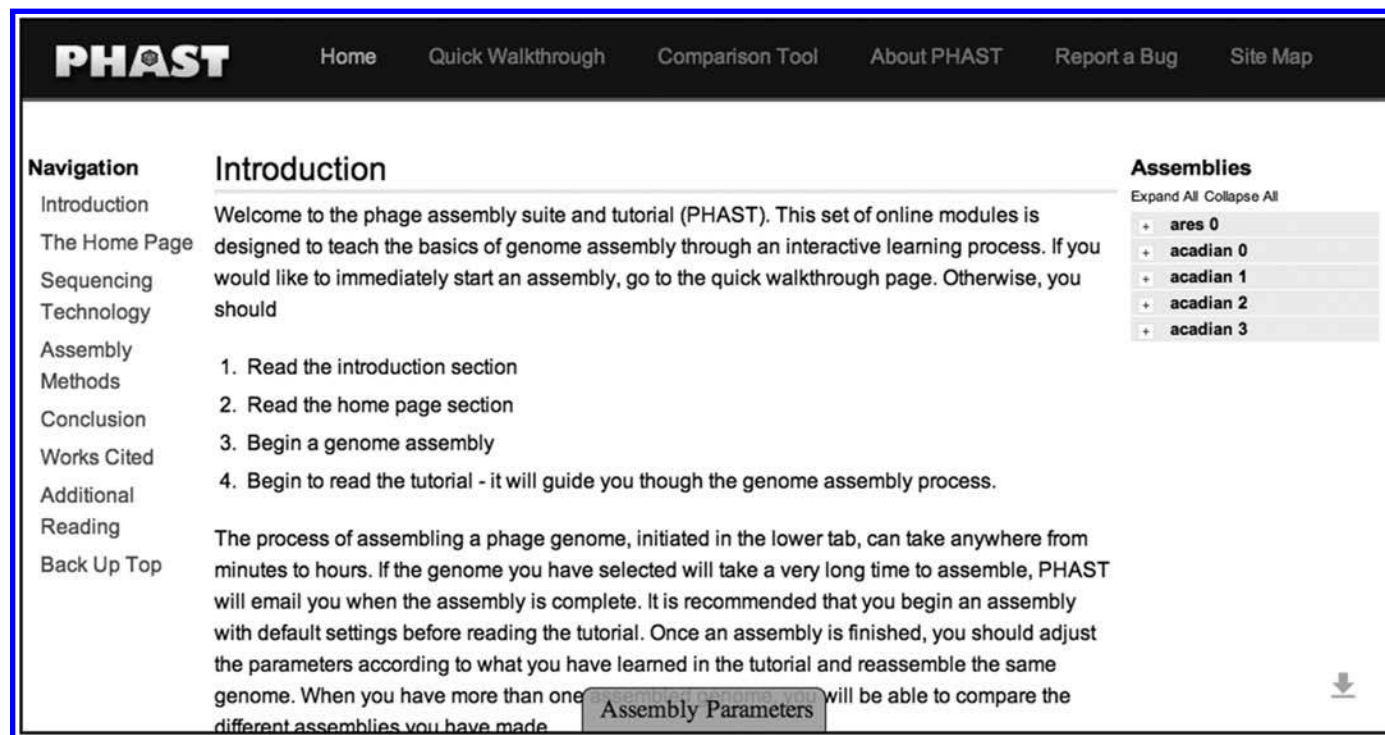 PHAST
Home Quick Walkthrough Comparison Tool About PHAST Report a Bug Site Map
Navigation
Introduction
The Home Page
Sequencing
Technology
Assembly
Methods
Conclusion
Works Cited
Additional
Reading
Back Up Top
Introduction
Welcome to the phage assembly suite and tutorial (PHAST). This set of online modules is
designed to teach the basics of genome assembly through an interactive learning process. If you
would like to immediately start an assembly, go to the quick walkthrough page. Otherwise, you
should
1. Read the introduction section
2. Read the home page section
3. Begin a genome assembly
4. Begin to read the tutorial - it will guide you though the genome assembly process.
The process of assembling a phage genome, initiated in the lower tab, can take anywhere from
minutes to hours. If the genome you have selected will take a very long time to assemble, PHAST
will email you when the assembly is complete. It is recommended that you begin an assembly
with default settings before reading the tutorial. Once an assembly is finished, you should adjust
the parameters according to what you have learned in the tutorial and reassemble the same
genome. When you have more than one assembled genome, you will be able to compare the
different assemblies you have made
Assembly Parameters
Assemblies
Expand All Collapse All
+ ares 0
+ acadian 0
+ acadian 1
+ acadian 2
+ acadian 3